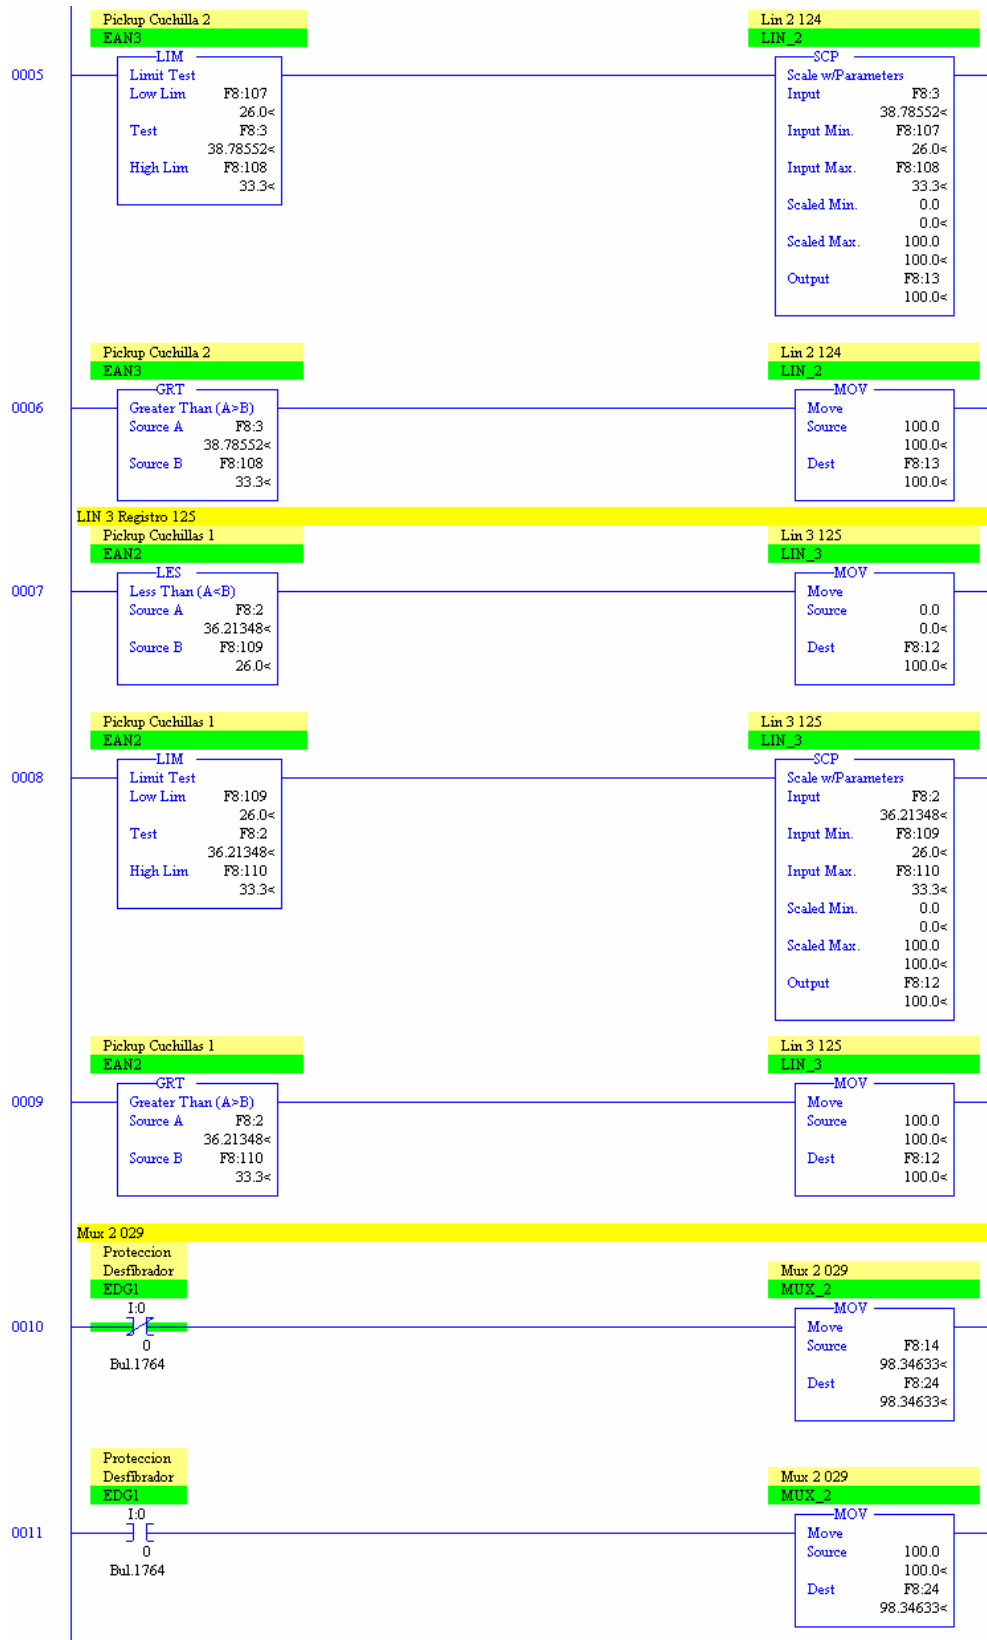 Pickup Cuchilla 2
EAN3
Lin 2 124
LIN_2
0005
LIM
Limit Test
Low Lim F8:107
26.0<
Test F8:3
38.78552<
High Lim F8:108
33.3<
SCP
Scale w/Parameters
Input F8:3
38.78552<
Input Min. F8:107
26.0<
Input Max. F8:108
33.3<
Scaled Min. 0.0
0.0<
Scaled Max. 100.0
100.0<
Output F8:13
100.0<
Pickup Cuchilla 2
EAN3
Lin 2 124
LIN_2
0006
GRT
Greater Than (A>B)
Source A F8:3
38.78552<
Source B F8:108
33.3<
MOV
Move
Source 100.0
100.0<
Dest F8:13
100.0<
LIN 3 Registro 125
Pickup Cuchillas 1
EAN2
Lin 3 125
LIN_3
0007
LES
Less Than (A<B)
Source A F8:2
36.21348<
Source B F8:109
26.0<
MOV
Move
Source 0.0
0.0<
Dest F8:12
100.0<
Pickup Cuchillas 1
EAN2
Lin 3 125
LIN_3
0008
LIM
Limit Test
Low Lim F8:109
26.0<
Test F8:2
36.21348<
High Lim F8:110
33.3<
SCP
Scale w/Parameters
Input F8:2
36.21348<
Input Min. F8:109
26.0<
Input Max. F8:110
33.3<
Scaled Min. 0.0
0.0<
Scaled Max. 100.0
100.0<
Output F8:12
100.0<
Pickup Cuchillas 1
EAN2
Lin 3 125
LIN_3
0009
GRT
Greater Than (A>B)
Source A F8:2
36.21348<
Source B F8:110
33.3<
MOV
Move
Source 100.0
100.0<
Dest F8:12
100.0<
Mux 2 029
Proteccion
Desfibrador
EDG1
I:0
0010
0
Bul.1764
Mux 2 029
MUX_2
MOV
Move
Source F8:14
98.34633<
Dest F8:24
98.34633<
Proteccion
Desfibrador
EDG1
I:0
0011
0
Bul.1764
Mux 2 029
MUX_2
MOV
Move
Source 100.0
100.0<
Dest F8:24
98.34633<